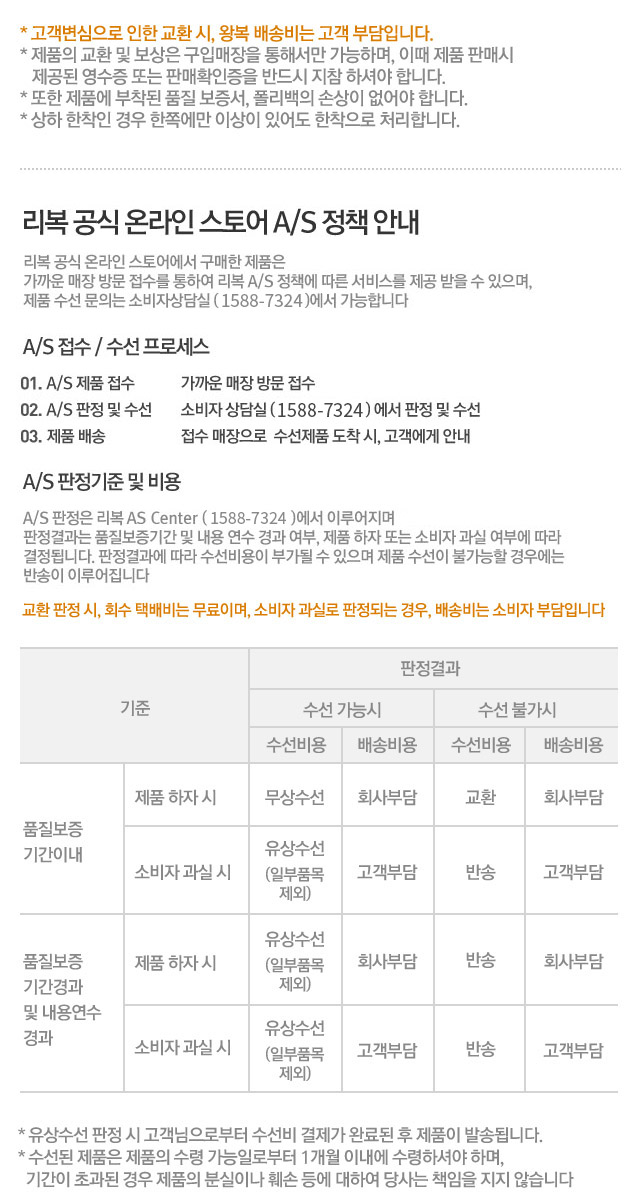 * 고객변심으로 인한 교환 시, 왕복 배송비는 고객 부담입니다.
* 제품의 교환 및 보상은 구입매장을 통해서만 가능하며, 이때 제품 판매시
제공된 영수증 또는 판매확인증을 반드시 지참 하셔야 합니다.
* 또한 제품에 부착된 품질 보증서, 폴리백의 손상이 없어야 합니다.
* 상하 한착인 경우 한쪽에만 이상이 있어도 한착으로 처리합니다.
리복 공식 온라인 스토어 A/S 정책 안내
리복 공식 온라인 스토어에서 구매한 제품은
가까운 매장 방문 접수를 통하여 리복 A/S 정책에 따른 서비스를 제공 받을 수 있으며,
제품 수선 문의는 소비자상담실 ( 1588-7324 )에서 가능합니다
A/S 접수 / 수선 프로세스
01. A/S 제품 접수 가까운 매장 방문 접수
02. A/S 판정 및 수선 소비자 상담실 ( 1588-7324 ) 에서 판정 및 수선
03. 제품 배송 접수 매장으로 수선제품 도착 시, 고객에게 안내
A/S 판정기준 및 비용
A/S 판정은 리복 AS Center ( 1588-7324 )에서 이루어지며
판정결과는 품질보증기간 및 내용 연수 경과 여부, 제품 하자 또는 소비자 과실 여부에 따라
결정됩니다. 판정결과에 따라 수선비용이 부가될 수 있으며 제품 수선이 불가능할 경우에는
반송이 이루어집니다
교환 판정 시, 회수 택배비는 무료이며, 소비자 과실로 판정되는 경우, 배송비는 소비자 부담입니다
기준
판정결과
수선 가능시 수선 불가시
수선비용 배송비용 수선비용 배송비용
품질보증
기간이내
제품 하자 시 무상수선 회사부담 교환 회사부담
소비자 과실 시
유상수선
(일부품목
제외)
고객부담 반송 고객부담
품질보증
기간경과
및 내용연수
경과
제품 하자 시
유상수선
(일부품목
제외)
회사부담 반송 회사부담
소비자 과실 시
유상수선
(일부품목
제외)
고객부담 반송 고객부담
* 유상수선 판정 시 고객님으로부터 수선비 결제가 완료된 후 제품이 발송됩니다.
* 수선된 제품은 제품의 수령 가능일로부터 1개월 이내에 수령하셔야 하며,
기간이 초과된 경우 제품의 분실이나 훼손 등에 대하여 당사는 책임을 지지 않습니다